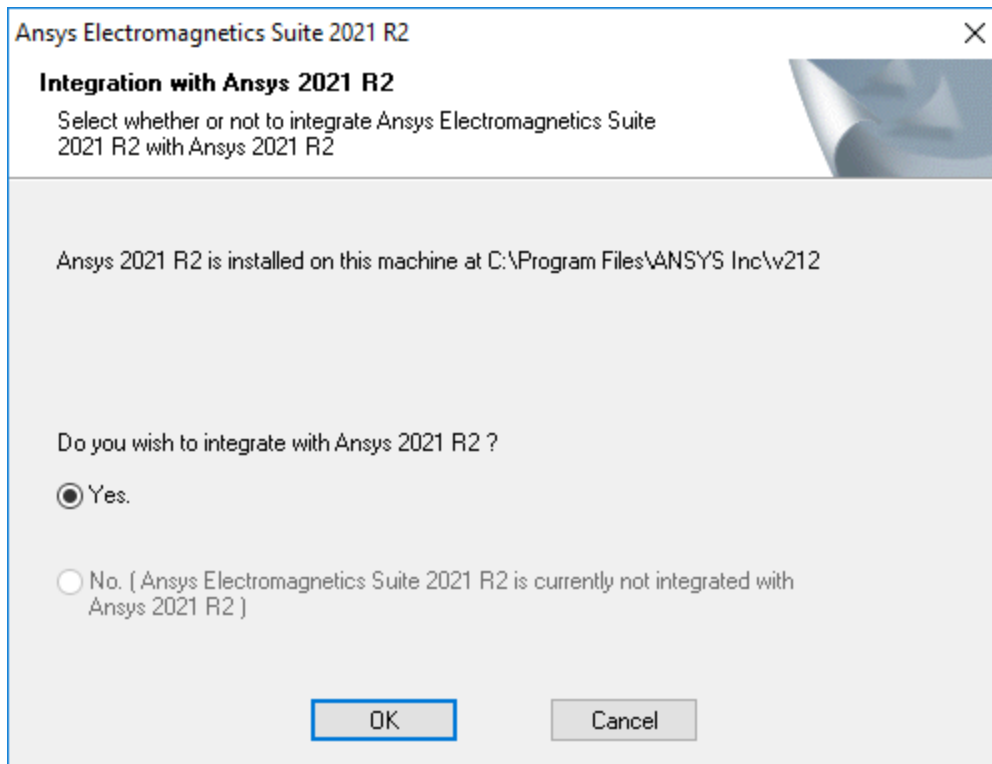 Ansys Electromagnetics Suite 2021 R2
Integration with Ansys 2021 R2
Select whether or not to integrate Ansys Electromagnetics Suite
2021 R2 with Ansys 2021 R2
Ansys 2021 R2 is installed on this machine at C:\Program Files\ANSYS Inc\v212
Do you wish to integrate with Ansys 2021 R2 ?
Yes.
No. ( Ansys Electromagnetics Suite 2021 R2 is currently not integrated with
Ansys 2021 R2 )
OK
Cancel